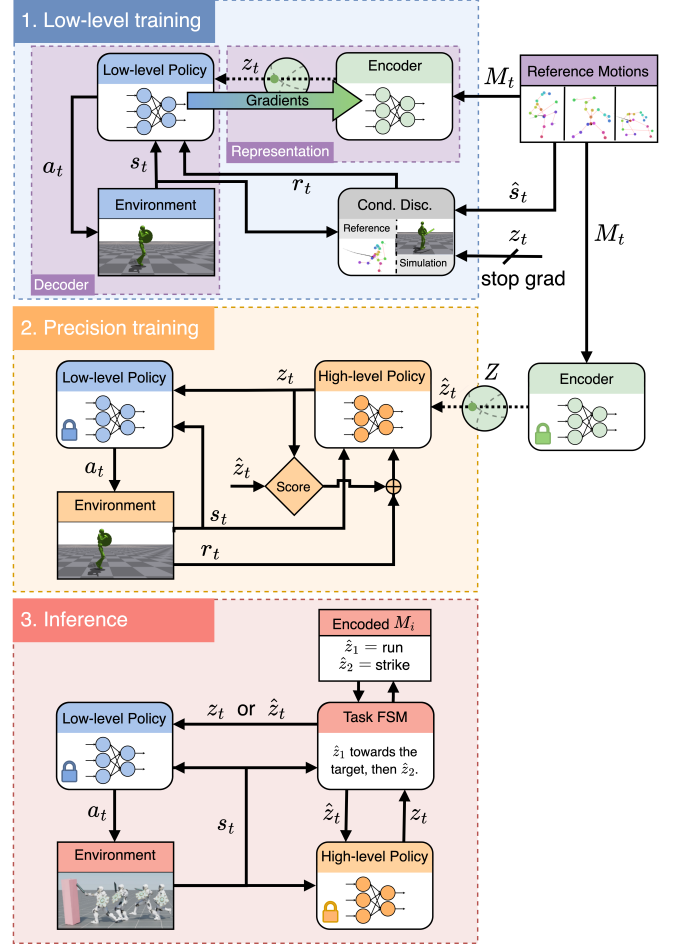 1. Low-level training
Low-level Policy
z_t
Encoder
Gradients
Representation
M_t
Reference Motions
a_t
s_t
r_t
Environment
Decoder
Cond. Disc.
Reference
Simulation
ŝ_t
z_t
stop grad
M_t
2. Precision training
Low-level Policy
z_t
High-level Policy
ẑ_t
Z
Encoder
a_t
ẑ_t
Score
Environment
s_t
r_t
3. Inference
Encoded M_i
ẑ_1 = run
ẑ_2 = strike
Low-level Policy
z_t or ẑ_t
Task FSM
ẑ_1 towards the
target, then ẑ_2.
a_t
s_t
ẑ_t
z_t
Environment
High-level Policy